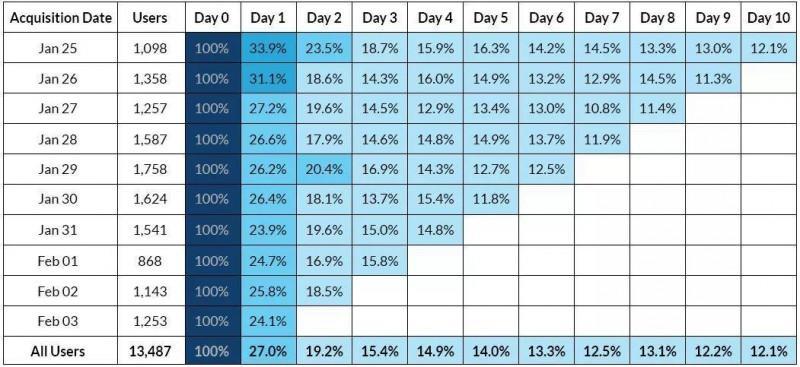 Acquisition Date Users Day 0 Day 1 Day 2 Day 3 Day 4 Day 5 Day 6 Day 7 Day 8 Day 9 Day 10
Jan 25 1,098 100% 33.9% 23.5% 18.7% 15.9% 16.3% 14.2% 14.5% 13.3% 13.0% 12.1%
Jan 26 1,358 100% 31.1% 18.6% 14.3% 16.0% 14.9% 13.2% 12.9% 14.5% 11.3%
Jan 27 1,257 100% 27.2% 19.6% 14.5% 12.9% 13.4% 13.0% 10.8% 11.4%
Jan 28 1,587 100% 26.6% 17.9% 14.6% 14.8% 14.9% 13.7% 11.9%
Jan 29 1,758 100% 26.2% 20.4% 16.9% 14.3% 12.7% 12.5%
Jan 30 1,624 100% 26.4% 18.1% 13.7% 15.4% 11.8%
Jan 31 1,541 100% 23.9% 19.6% 15.0% 14.8%
Feb 01 868 100% 24.7% 16.9% 15.8%
Feb 02 1,143 100% 25.8% 18.5%
Feb 03 1,253 100% 24.1%
All Users 13,487 100% 27.0% 19.2% 15.4% 14.9% 14.0% 13.3% 12.5% 13.1% 12.2% 12.1%